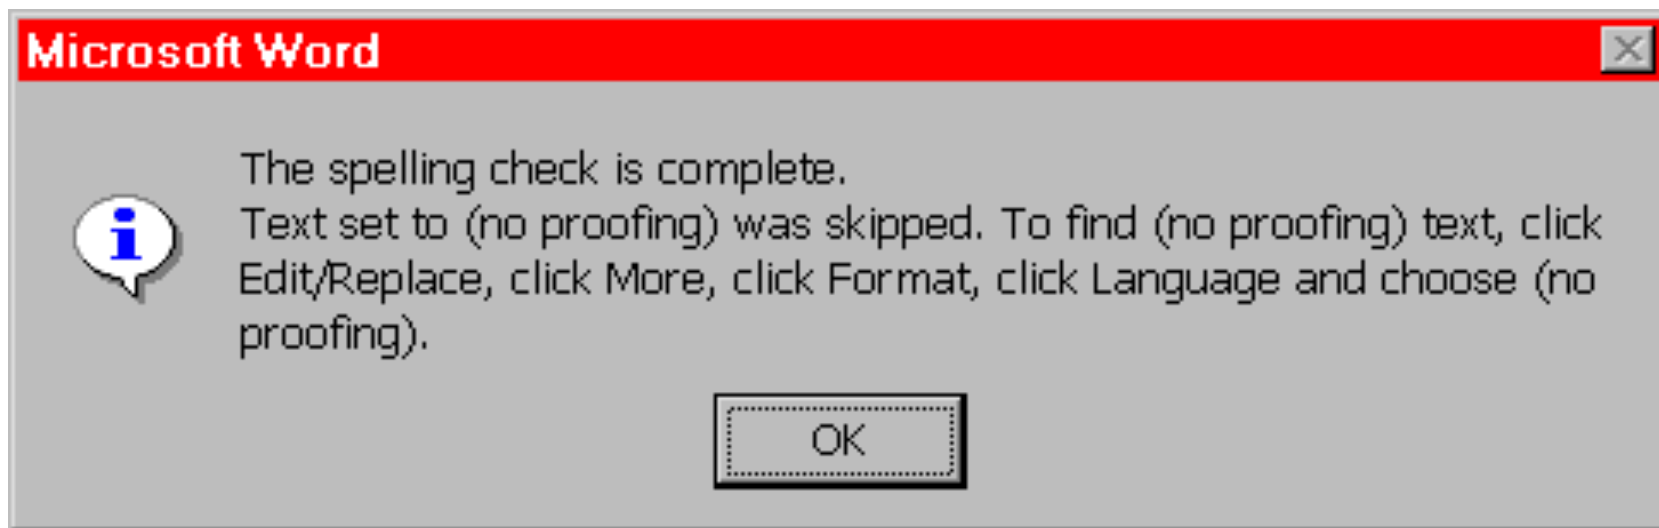 Microsoft Word
The spelling check is complete.
Text set to (no proofing) was skipped. To find (no proofing) text, click
Edit/Replace, click More, click Format, click Language and choose (no
proofing).
OK